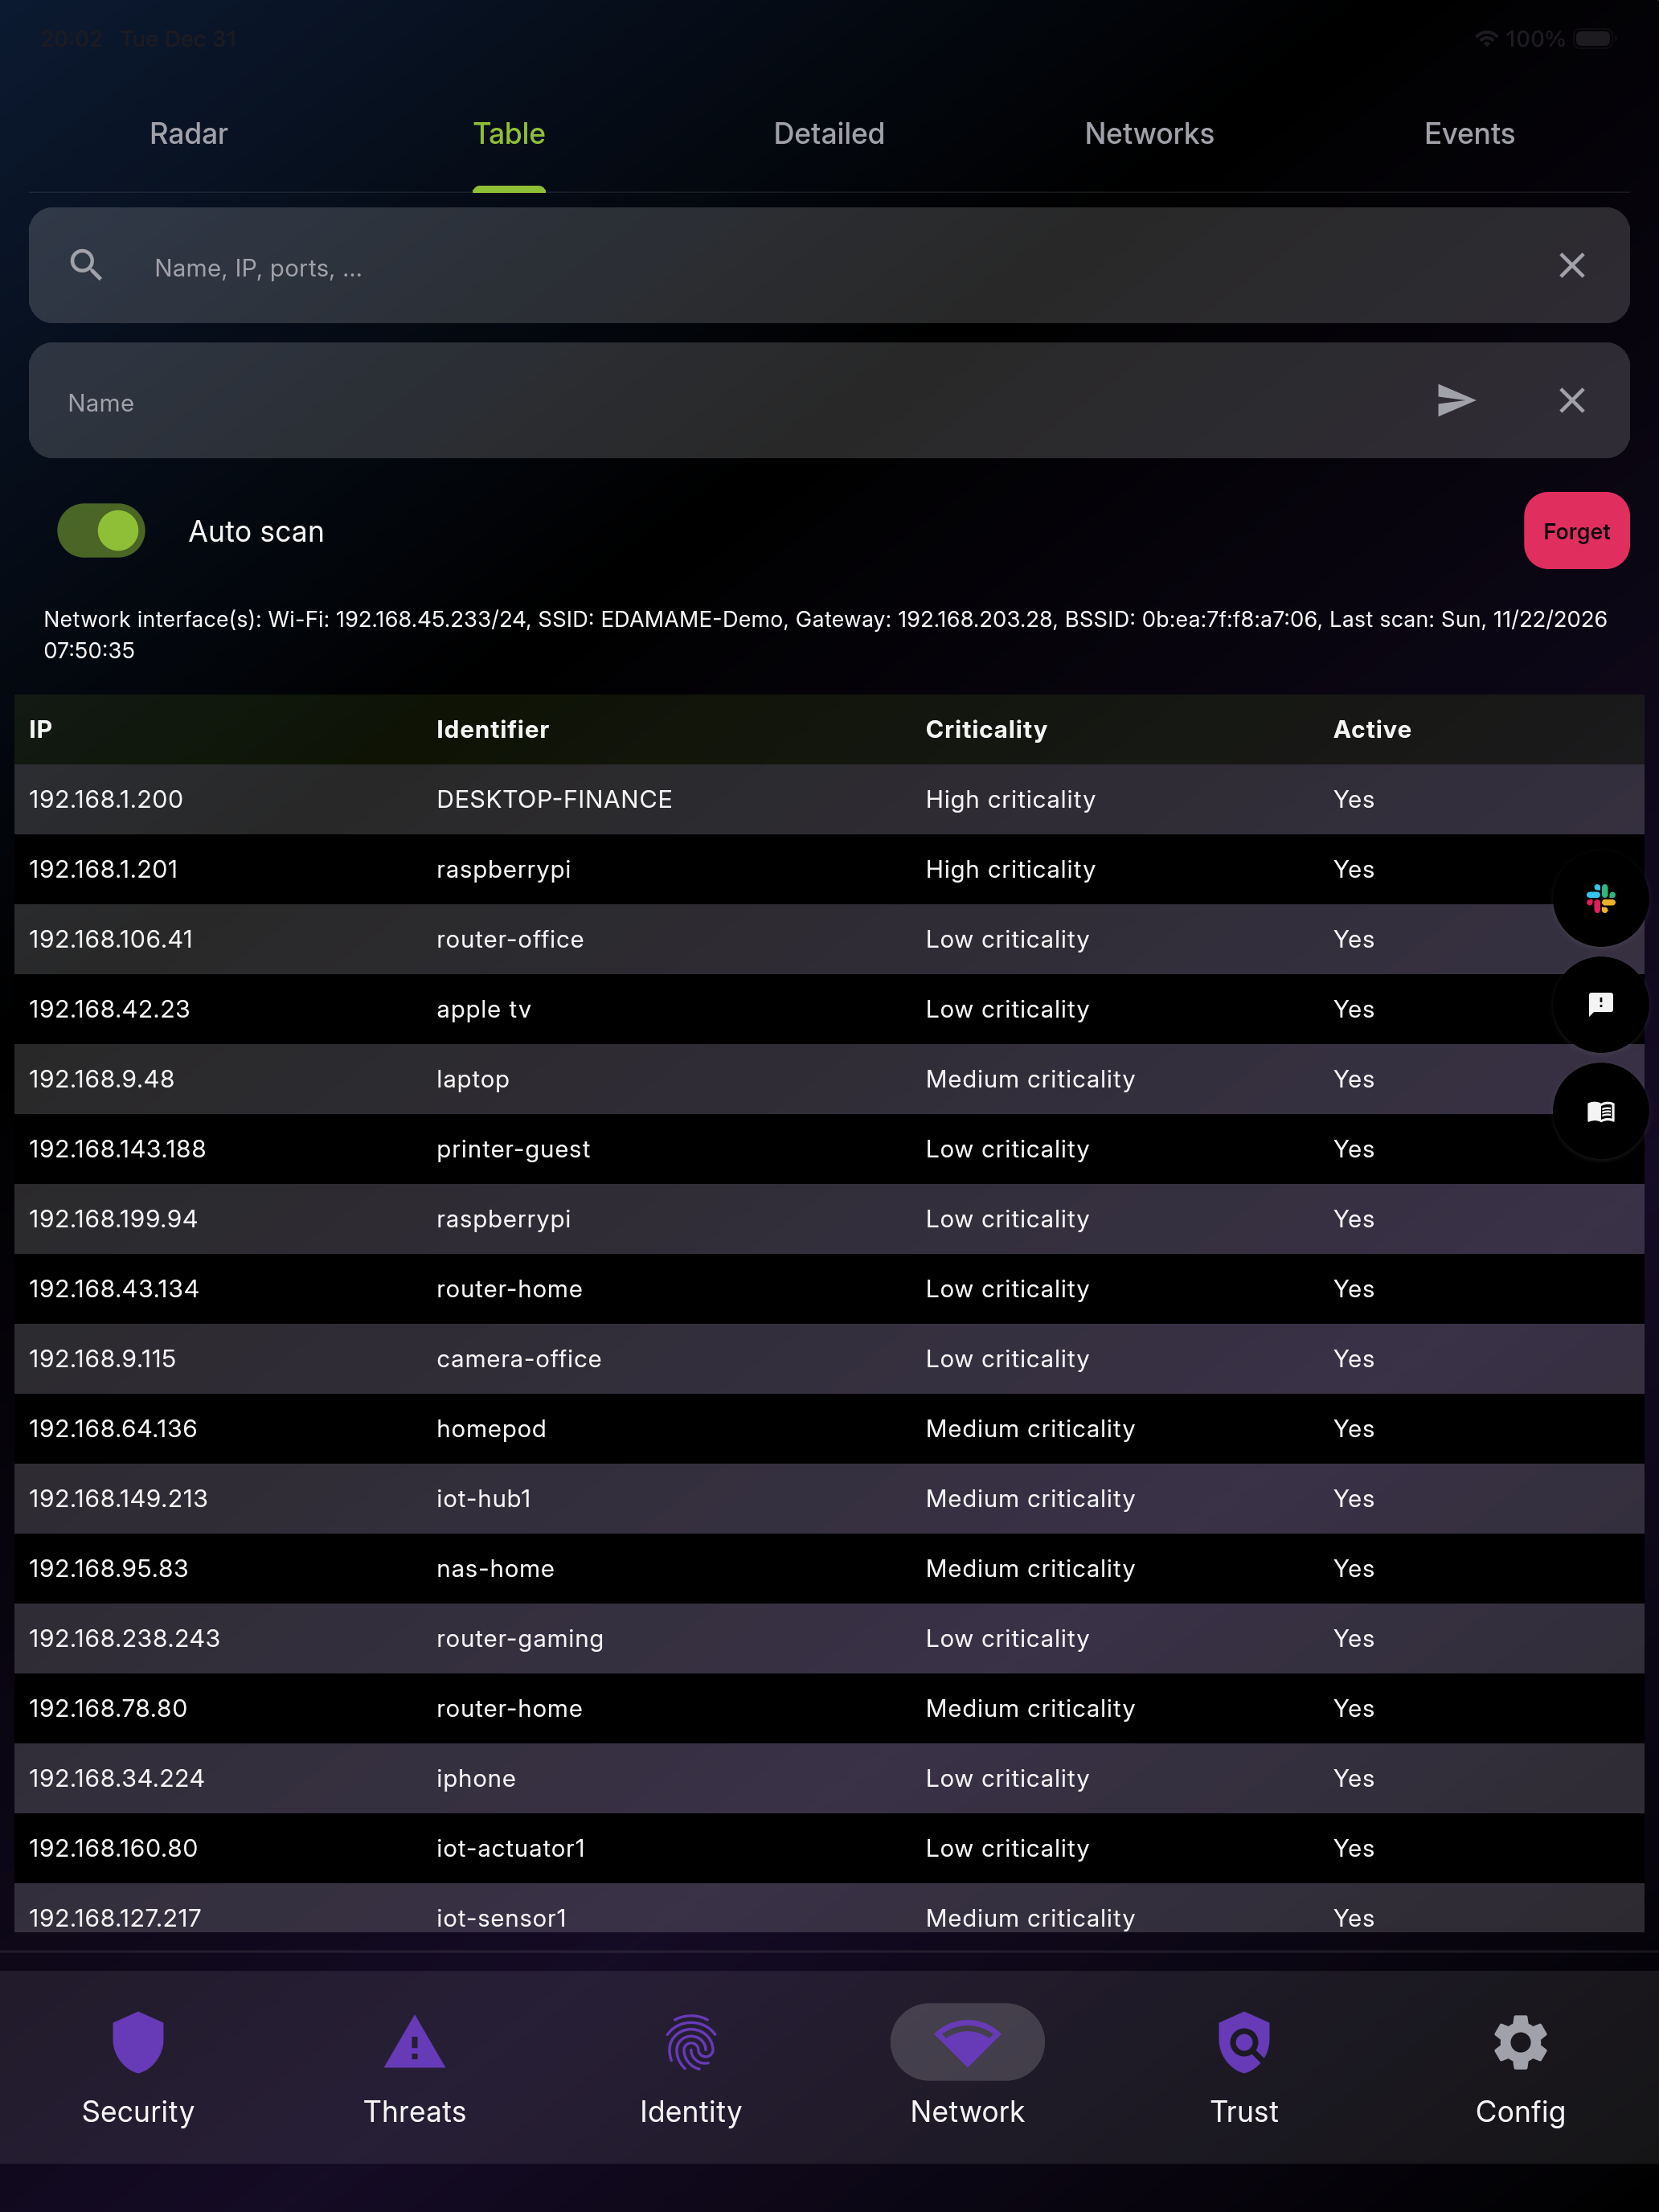 20:02 Tue Dec 31 100%
Radar Table Detailed Networks Events
Name, IP, ports, ...
Name
Auto scan Forget
Network interface(s): Wi-Fi: 192.168.45.233/24, SSID: EDAMAME-Demo, Gateway: 192.168.203.28, BSSID: 0b:ea:7f:f8:a7:06, Last scan: Sun, 11/22/2026
07:50:35
IP Identifier Criticality Active
192.168.1.200 DESKTOP-FINANCE High criticality Yes
192.168.1.201 raspberrypi High criticality Yes
192.168.106.41 router-office Low criticality Yes
192.168.42.23 apple tv Low criticality Yes
192.168.9.48 laptop Medium criticality Yes
192.168.143.188 printer-guest Low criticality Yes
192.168.199.94 raspberrypi Low criticality Yes
192.168.43.134 router-home Low criticality Yes
192.168.9.115 camera-office Low criticality Yes
192.168.64.136 homepod Medium criticality Yes
192.168.149.213 iot-hub1 Medium criticality Yes
192.168.95.83 nas-home Medium criticality Yes
192.168.238.243 router-gaming Low criticality Yes
192.168.78.80 router-home Medium criticality Yes
192.168.34.224 iphone Low criticality Yes
192.168.160.80 iot-actuator1 Low criticality Yes
192.168.127.217 iot-sensor1 Medium criticality Yes
Security Threats Identity Network Trust Config